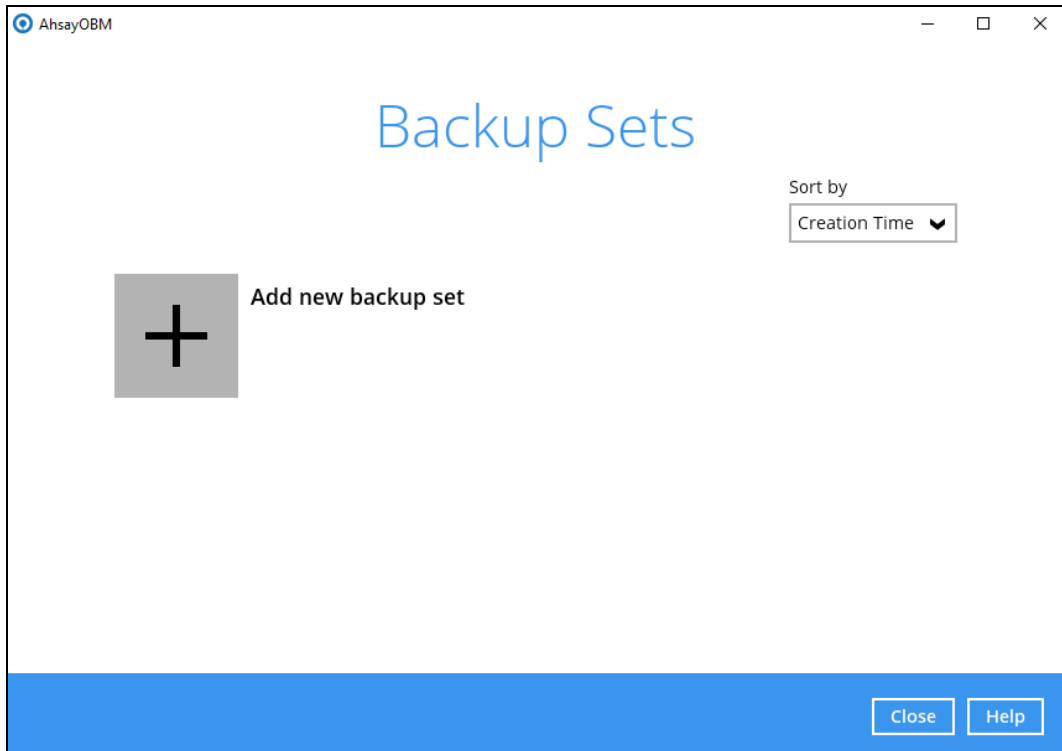 AhsayOBM
Backup Sets
Sort by
Creation Time
Add new backup set
Close Help